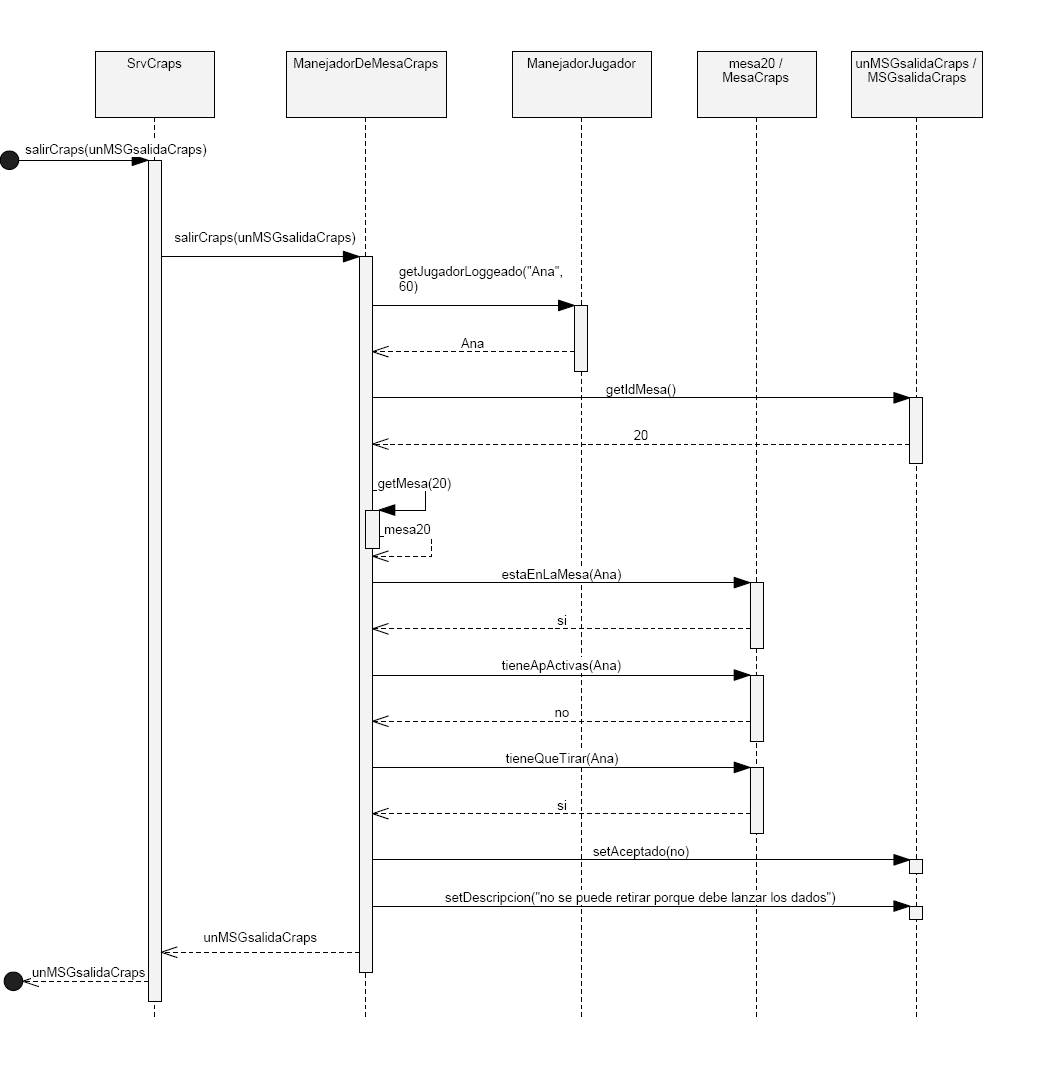 SrvCraps
ManejadorDeMesaCraps
ManejadorJugador
mesa20 /
MesaCraps
unMSGsalidaCraps /
MSGsalidaCraps
salirCraps(unMSGsalidaCraps)
salirCraps(unMSGsalidaCraps)
getJugadorLoggeado("Ana",
60)
Ana
getIdMesa()
20
getMesa(20)
mesa20
estaEnLaMesa(Ana)
si
tieneApActivas(Ana)
no
tieneQueTirar(Ana)
si
setAceptado(no)
setDescripcion("no se puede retirar porque debe lanzar los dados")
unMSGsalidaCraps
unMSGsalidaCraps